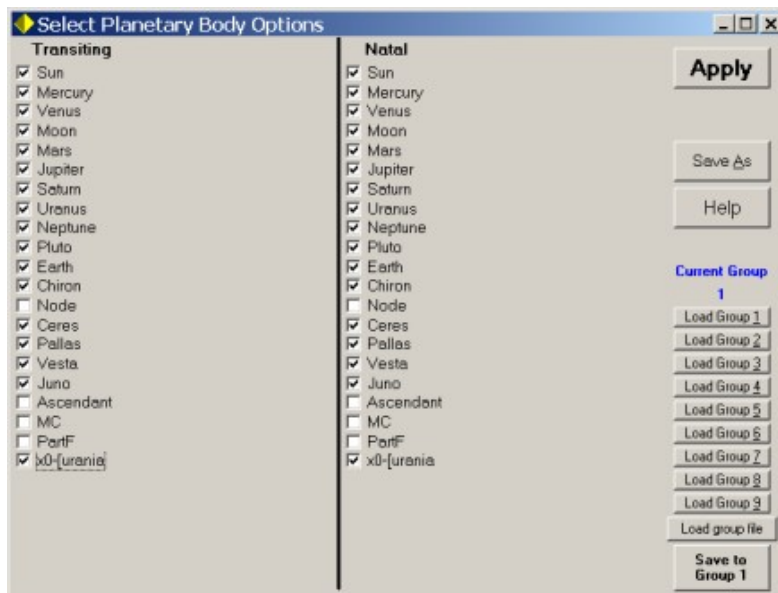 Select Planetary Body Options
Transiting
Sun
Mercury
Venus
Moon
Mars
Jupiter
Saturn
Uranus
Neptune
Pluto
Earth
Chiron
Node
Ceres
Pallas
Vesta
Juno
Ascendant
MC
PartF
x0-[urania
Natal
Sun
Mercury
Venus
Moon
Mars
Jupiter
Saturn
Uranus
Neptune
Pluto
Earth
Chiron
Node
Ceres
Pallas
Vesta
Juno
Ascendant
MC
PartF
x0-[urania
Apply
Save As
Help
Current Group
1
Load Group 1
Load Group 2
Load Group 3
Load Group 4
Load Group 5
Load Group 6
Load Group 7
Load Group 8
Load Group 9
Load group file
Save to
Group 1